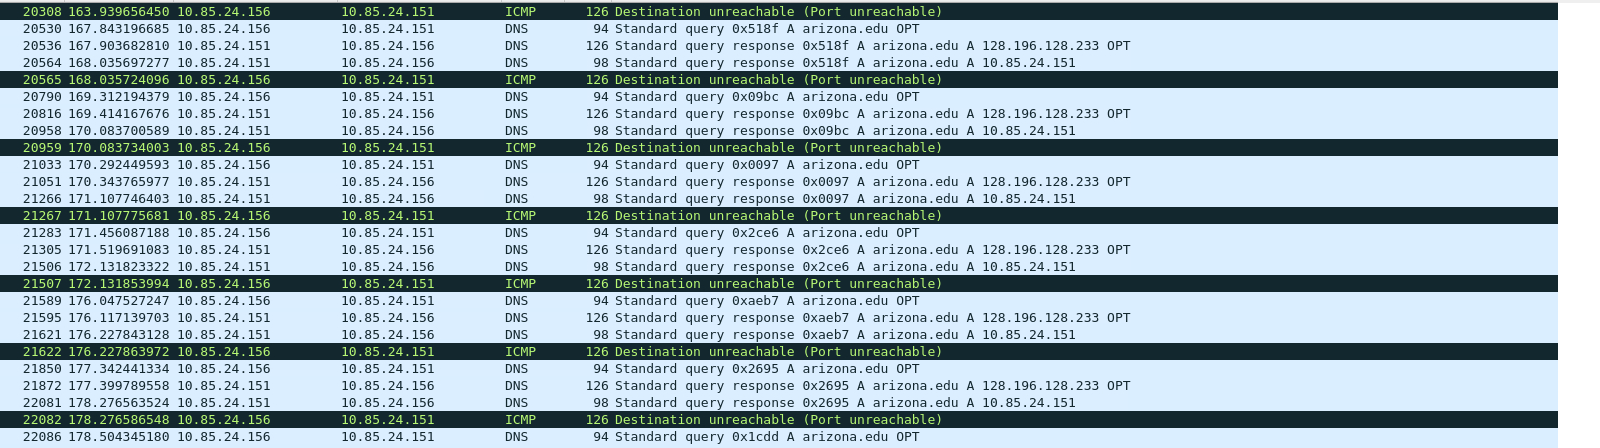 20308 163.939656450 10.85.24.156 10.85.24.151 ICMP 126 Destination unreachable (Port unreachable)
20530 167.843196685 10.85.24.156 10.85.24.151 DNS 94 Standard query 0x518f A arizona.edu OPT
20536 167.903682810 10.85.24.151 10.85.24.156 DNS 126 Standard query response 0x518f A arizona.edu A 128.196.128.233 OPT
20564 168.035697277 10.85.24.151 10.85.24.156 DNS 98 Standard query response 0x518f A arizona.edu A 10.85.24.151
20565 168.035724096 10.85.24.156 10.85.24.151 ICMP 126 Destination unreachable (Port unreachable)
20790 169.312194379 10.85.24.156 10.85.24.151 DNS 94 Standard query 0x09bc A arizona.edu OPT
20816 169.414167676 10.85.24.151 10.85.24.156 DNS 126 Standard query response 0x09bc A arizona.edu A 128.196.128.233 OPT
20958 170.083700589 10.85.24.151 10.85.24.156 DNS 98 Standard query response 0x09bc A arizona.edu A 10.85.24.151
20959 170.083734003 10.85.24.156 10.85.24.151 ICMP 126 Destination unreachable (Port unreachable)
21033 170.292449593 10.85.24.156 10.85.24.151 DNS 94 Standard query 0x0097 A arizona.edu OPT
21051 170.343765977 10.85.24.151 10.85.24.156 DNS 126 Standard query response 0x0097 A arizona.edu A 128.196.128.233 OPT
21266 171.107746403 10.85.24.151 10.85.24.156 DNS 98 Standard query response 0x0097 A arizona.edu A 10.85.24.151
21267 171.107775681 10.85.24.156 10.85.24.151 ICMP 126 Destination unreachable (Port unreachable)
21283 171.456087188 10.85.24.156 10.85.24.151 DNS 94 Standard query 0x2ce6 A arizona.edu OPT
21305 171.519691083 10.85.24.151 10.85.24.156 DNS 126 Standard query response 0x2ce6 A arizona.edu A 128.196.128.233 OPT
21506 172.131823322 10.85.24.151 10.85.24.156 DNS 98 Standard query response 0x2ce6 A arizona.edu A 10.85.24.151
21507 172.131853994 10.85.24.156 10.85.24.151 ICMP 126 Destination unreachable (Port unreachable)
21589 176.047527247 10.85.24.156 10.85.24.151 DNS 94 Standard query 0xaeb7 A arizona.edu OPT
21595 176.117139703 10.85.24.151 10.85.24.156 DNS 126 Standard query response 0xaeb7 A arizona.edu A 128.196.128.233 OPT
21621 176.227843128 10.85.24.151 10.85.24.156 DNS 98 Standard query response 0xaeb7 A arizona.edu A 10.85.24.151
21622 176.227863972 10.85.24.156 10.85.24.151 ICMP 126 Destination unreachable (Port unreachable)
21850 177.342441334 10.85.24.156 10.85.24.151 DNS 94 Standard query 0x2695 A arizona.edu OPT
21872 177.399789558 10.85.24.151 10.85.24.156 DNS 126 Standard query response 0x2695 A arizona.edu A 128.196.128.233 OPT
22081 178.276563524 10.85.24.151 10.85.24.156 DNS 98 Standard query response 0x2695 A arizona.edu A 10.85.24.151
22082 178.276586548 10.85.24.156 10.85.24.151 ICMP 126 Destination unreachable (Port unreachable)
22086 178.504345180 10.85.24.156 10.85.24.151 DNS 94 Standard query 0x1cdd A arizona.edu OPT